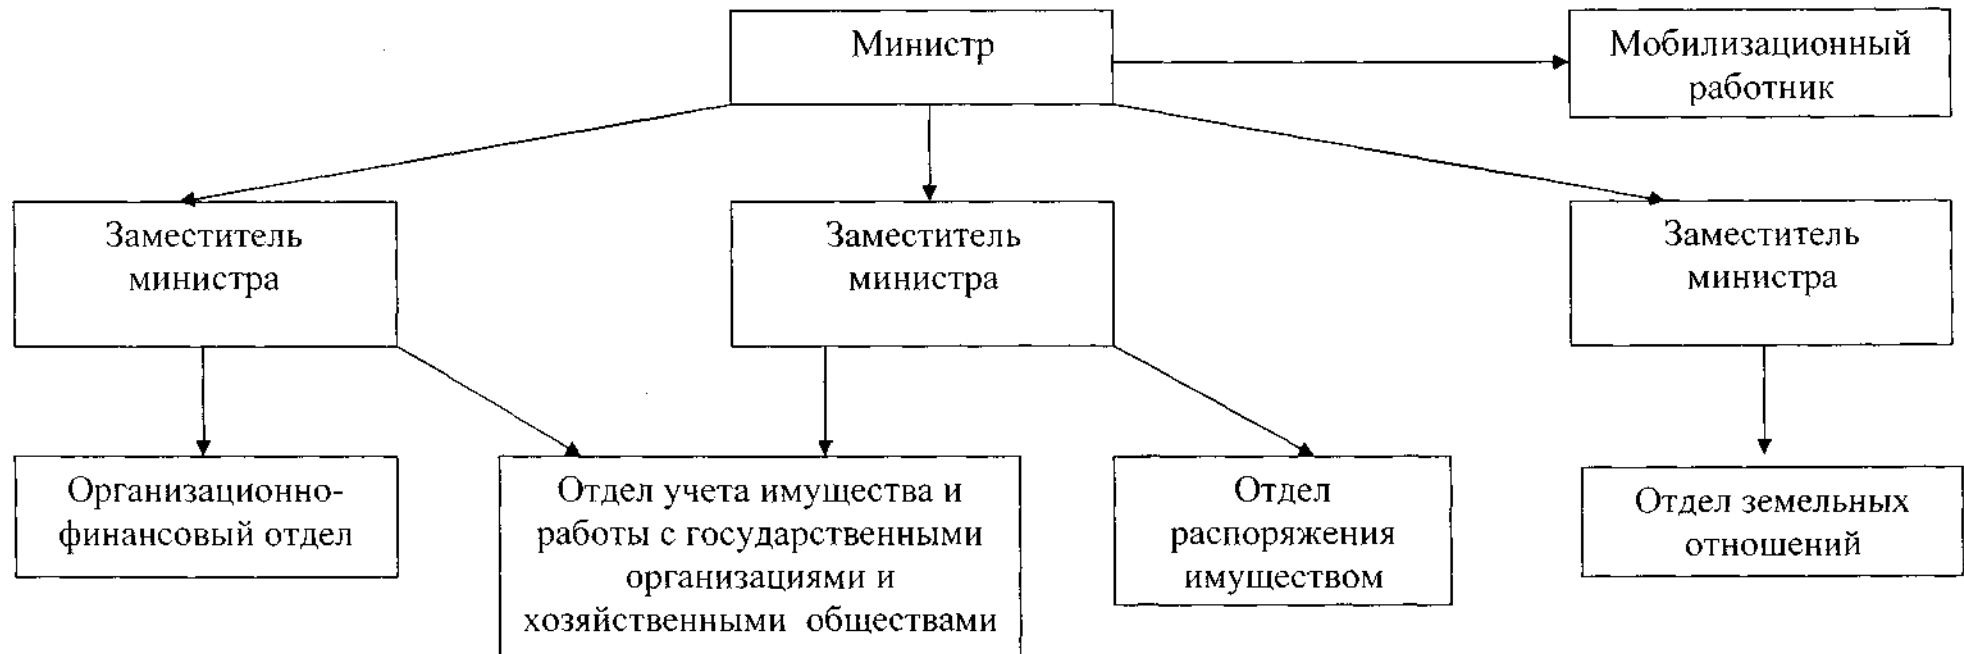 Министр
Мобилизационный
работник
Заместитель
министра
Заместитель
министра
Заместитель
министра
Организационно-
финансовый отдел
Отдел учета имущества и
работы с государственными
организациями и
хозяйственными обществами
Отдел
распоряжения
имуществом
Отдел земельных
отношений